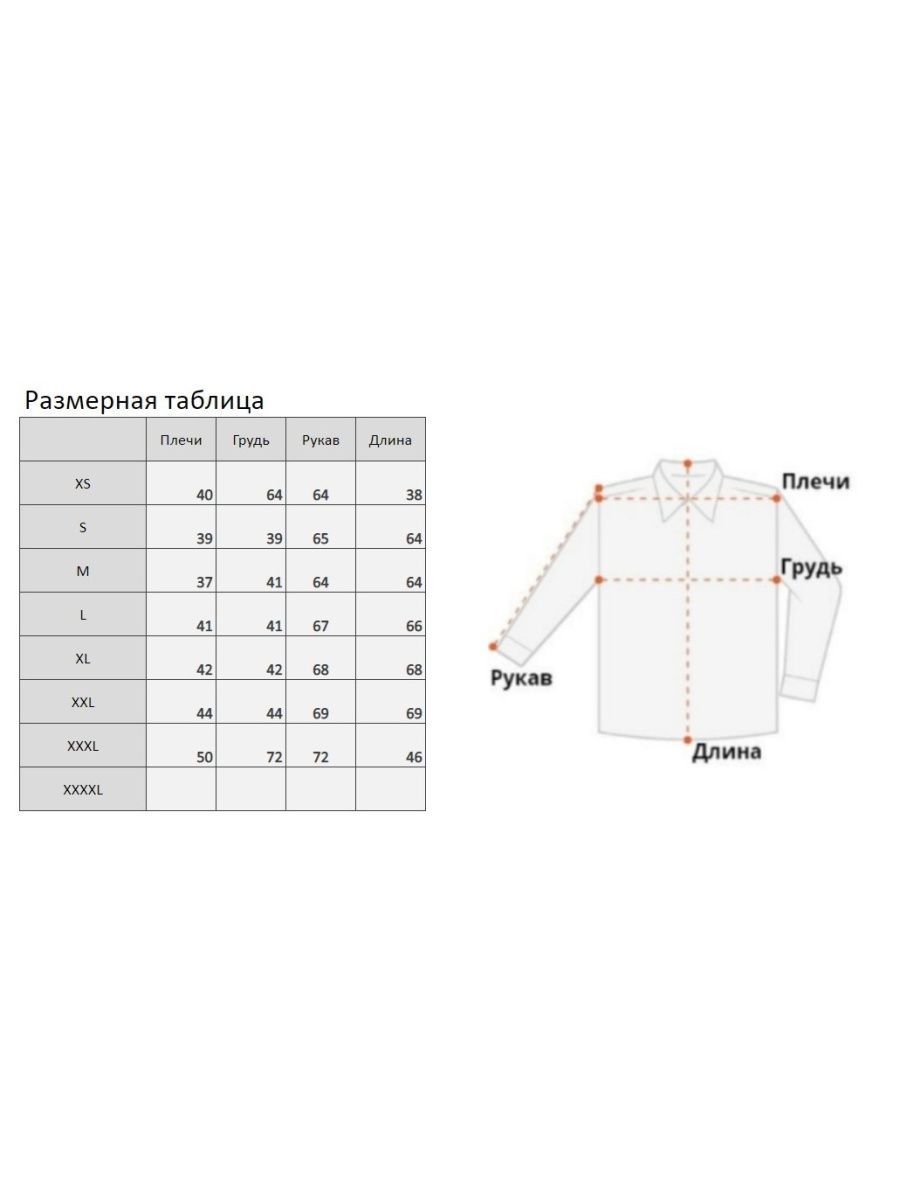 Размерная таблица
Плечи Грудь Рукав Длина
XS 40 64 64 38
S 39 39 65 64
M 37 41 64 64
L 41 41 67 66
XL 42 42 68 68
XXL 44 44 69 69
XXXL 50 72 72 46
XXXXL
Плечи
Грудь
Рукав
Длина